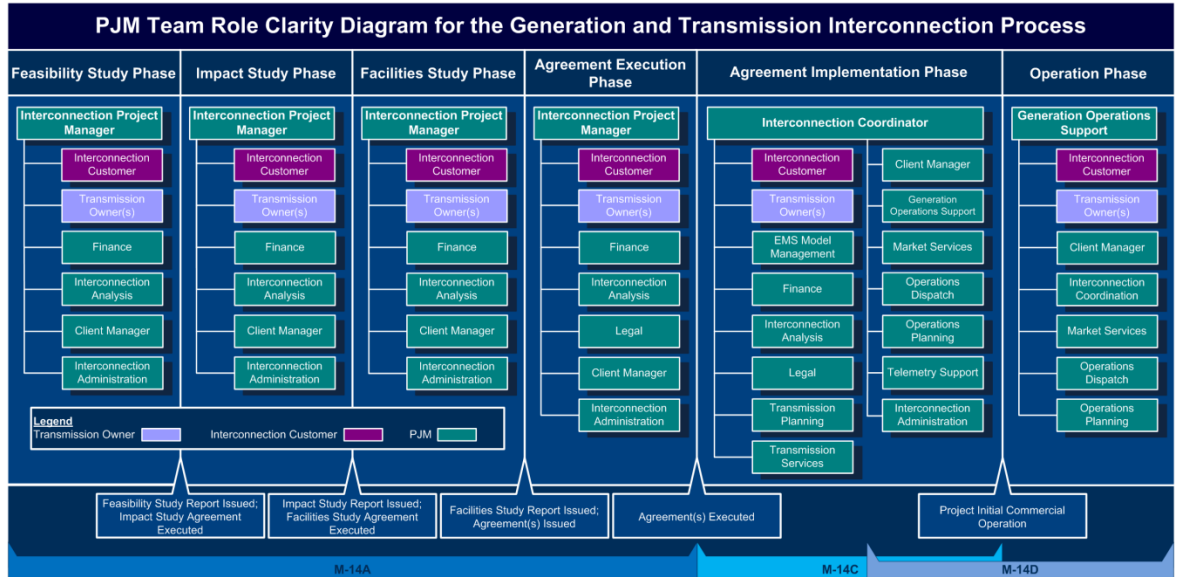 PJM Team Role Clarity Diagram for the Generation and Transmission Interconnection Process
Feasibility Study Phase
Impact Study Phase
Facilities Study Phase
Agreement Execution
Phase
Agreement Implementation Phase
Operation Phase
Interconnection Project
Manager
Interconnection
Customer
Transmission
Owner(s)
Finance
Interconnection
Analysis
Client Manager
Interconnection
Administration
Interconnection Project
Manager
Interconnection
Customer
Transmission
Owner(s)
Finance
Interconnection
Analysis
Client Manager
Interconnection
Administration
Interconnection Project
Manager
Interconnection
Customer
Transmission
Owner(s)
Finance
Interconnection
Analysis
Client Manager
Interconnection
Administration
Interconnection Project
Manager
Interconnection
Customer
Transmission
Owner(s)
Finance
Interconnection
Analysis
Legal
Client Manager
Interconnection
Administration
Interconnection Coordinator
Interconnection
Customer
Transmission
Owner(s)
EMS Model
Management
Finance
Interconnection
Analysis
Legal
Transmission
Planning
Transmission
Services
Client Manager
Generation
Operations Support
Market Services
Operations
Dispatch
Operations
Planning
Telemetry Support
Interconnection
Administration
Generation Operations
Support
Interconnection
Customer
Transmission
Owner(s)
Client Manager
Interconnection
Coordination
Market Services
Operations
Dispatch
Operations
Planning
Legend
Transmission Owner
Interconnection Customer
PJM
Feasibility Study Report Issued;
Impact Study Agreement
Executed
Impact Study Report Issued;
Facilities Study Agreement
Executed
Facilities Study Report Issued;
Agreement(s) Issued
Agreement(s) Executed
Project Initial Commercial
Operation
M-14A
M-14C
M-14D